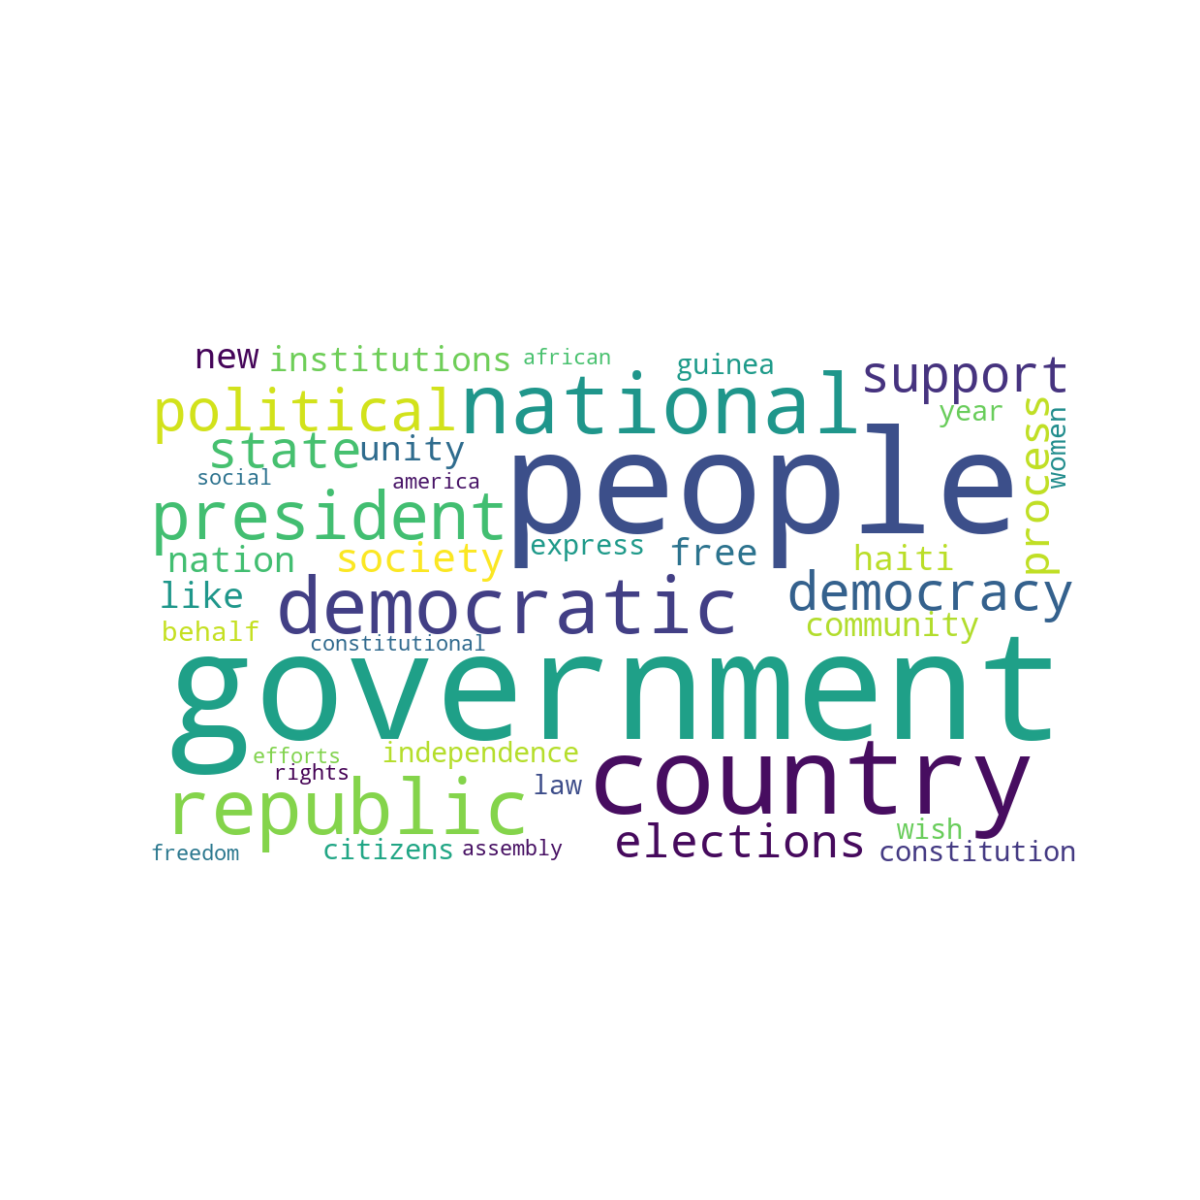 new institutions african guinea support
political national year
people
state unity
social america
president
process
women
express free
nation society haiti
like democratic democracy
behalf community
constitutional
government
efforts independence
rights law country
republic
elections wish
freedom citizens assembly constitution